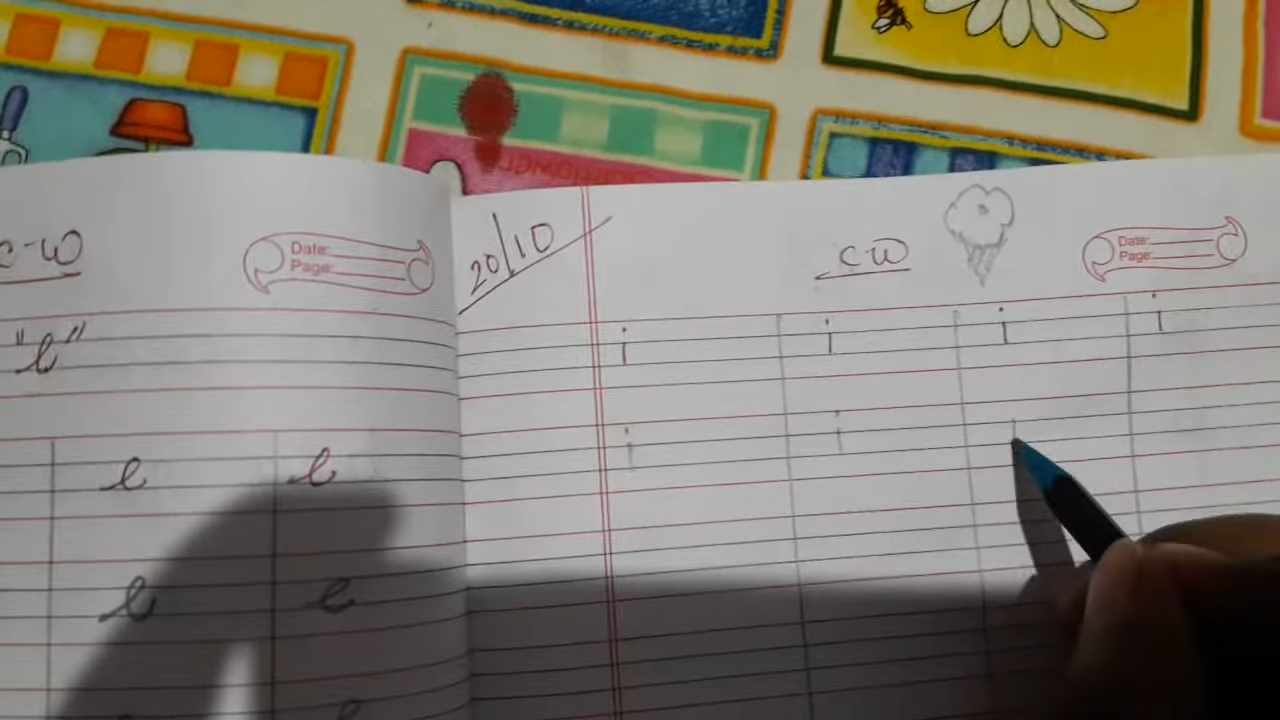 C-W
Date:
Page:
"l"
l l
l l
20/10
C-W
Date:
Page:
i i i i
i i